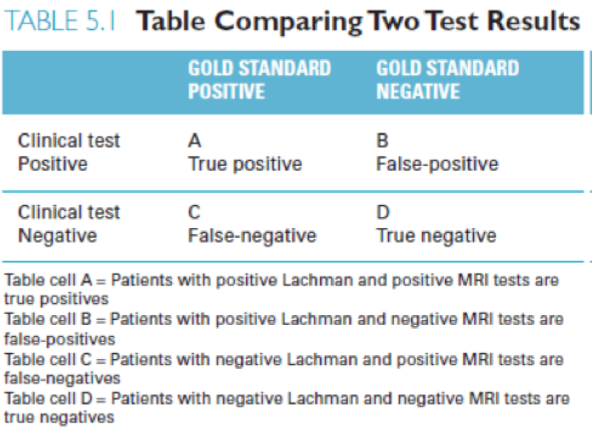 TABLE 5.1 Table Comparing Two Test Results
GOLD STANDARD POSITIVE
GOLD STANDARD NEGATIVE
Clinical test Positive
A
True positive
B
False-positive
Clinical test Negative
C
False-negative
D
True negative
Table cell A = Patients with positive Lachman and positive MRI tests are
true positives
Table cell B = Patients with positive Lachman and negative MRI tests are
false-positives
Table cell C = Patients with negative Lachman and positive MRI tests are
false-negatives
Table cell D = Patients with negative Lachman and negative MRI tests are
true negatives